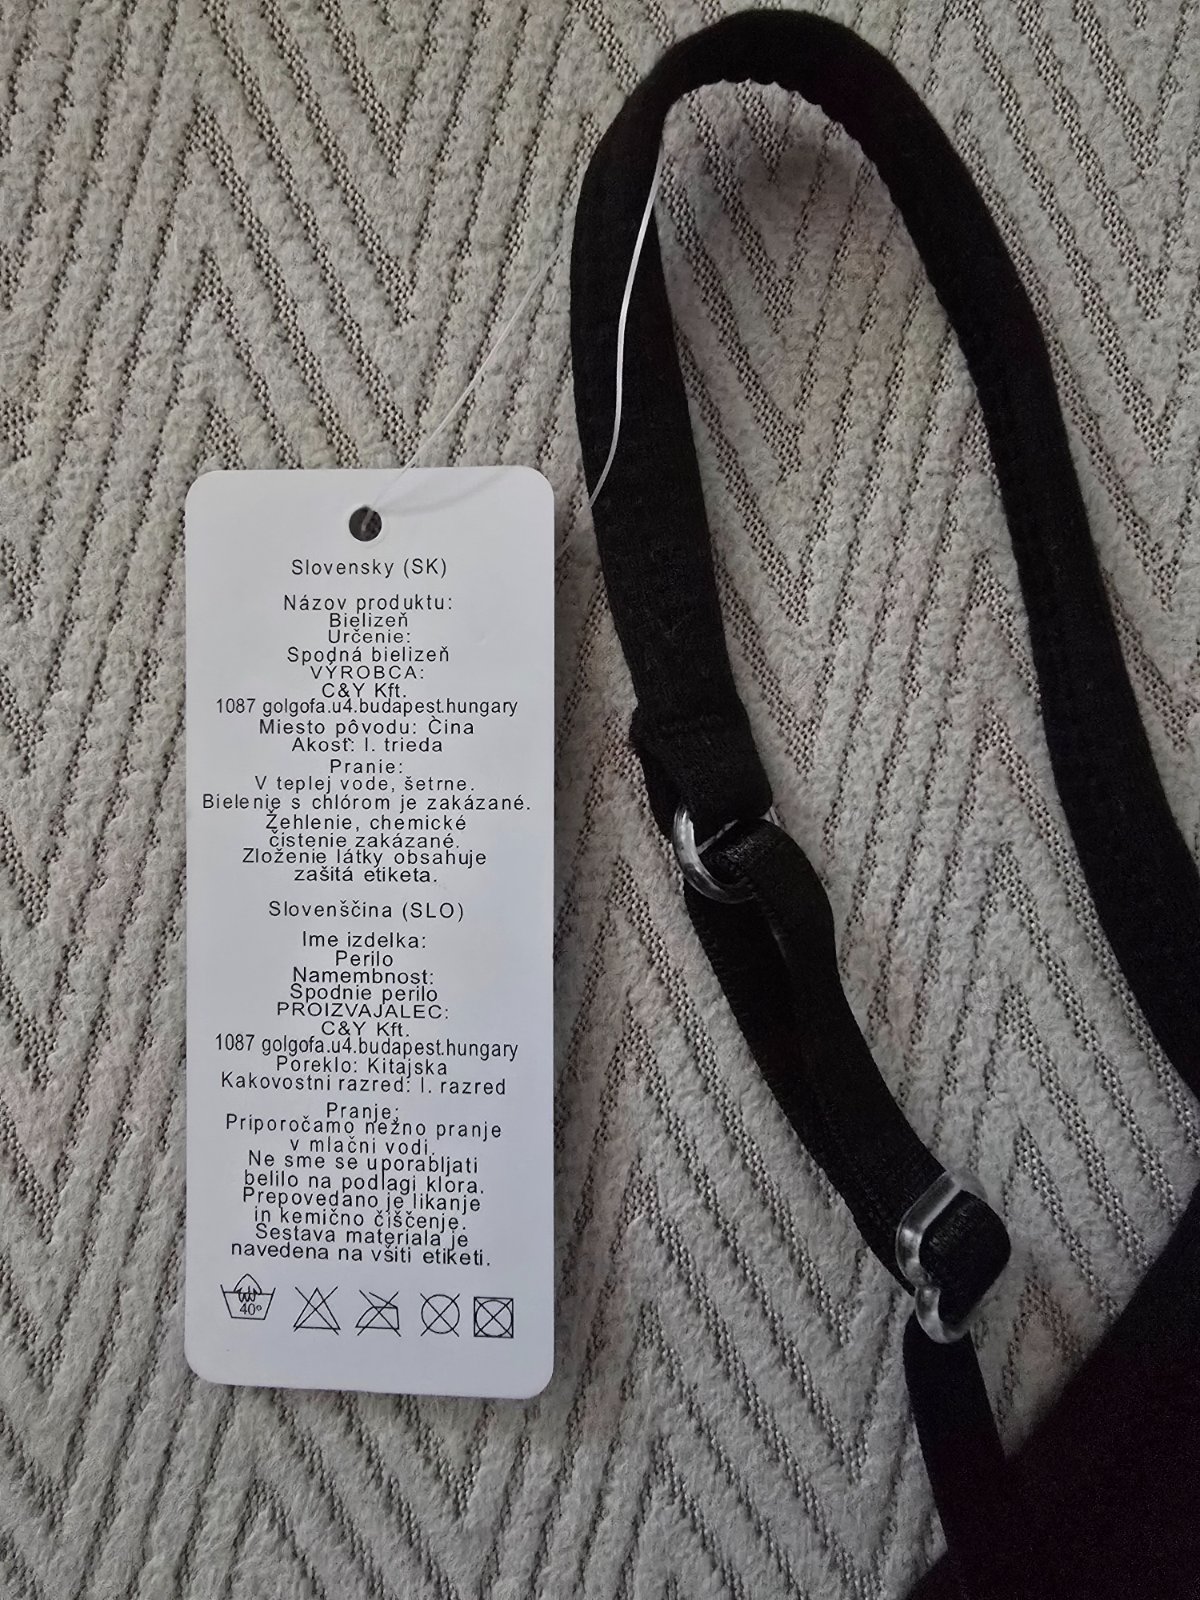 Slovensky (SK)
Názov produktu:
Bielizeň
Určenie:
Spodná bielizeň
VÝROBCA:
C&Y Kft.
1087 golgofa.u4.budapest.hungary
Miesto pôvodu: Čina
Akosť: I. trieda
Pranie:
V teplej vode, šetrne.
Bielenie s chlórom je zakázané.
Žehlenie, chemické
čistenie zakázané.
Zloženie látky obsahuje
zašitá etiketa.
Slovenščina (SLO)
Ime izdelka:
Perilo
Namembnost:
Spodnie perilo
PROIZVAJALEC:
C&Y Kft.
1087 golgofa.u4.budapest.hungary
Poreklo: Kitajska
Kakovostni razred: I. razred
Pranje:
Priporočamo nežno pranje
v mlačni vodi.
Ne sme se uporabljati
belilo na podlagi klora.
Prepovedano je likanje
in kemično čiščenje.
Sestava materiala je
navedena na všiti etiketi.
40º